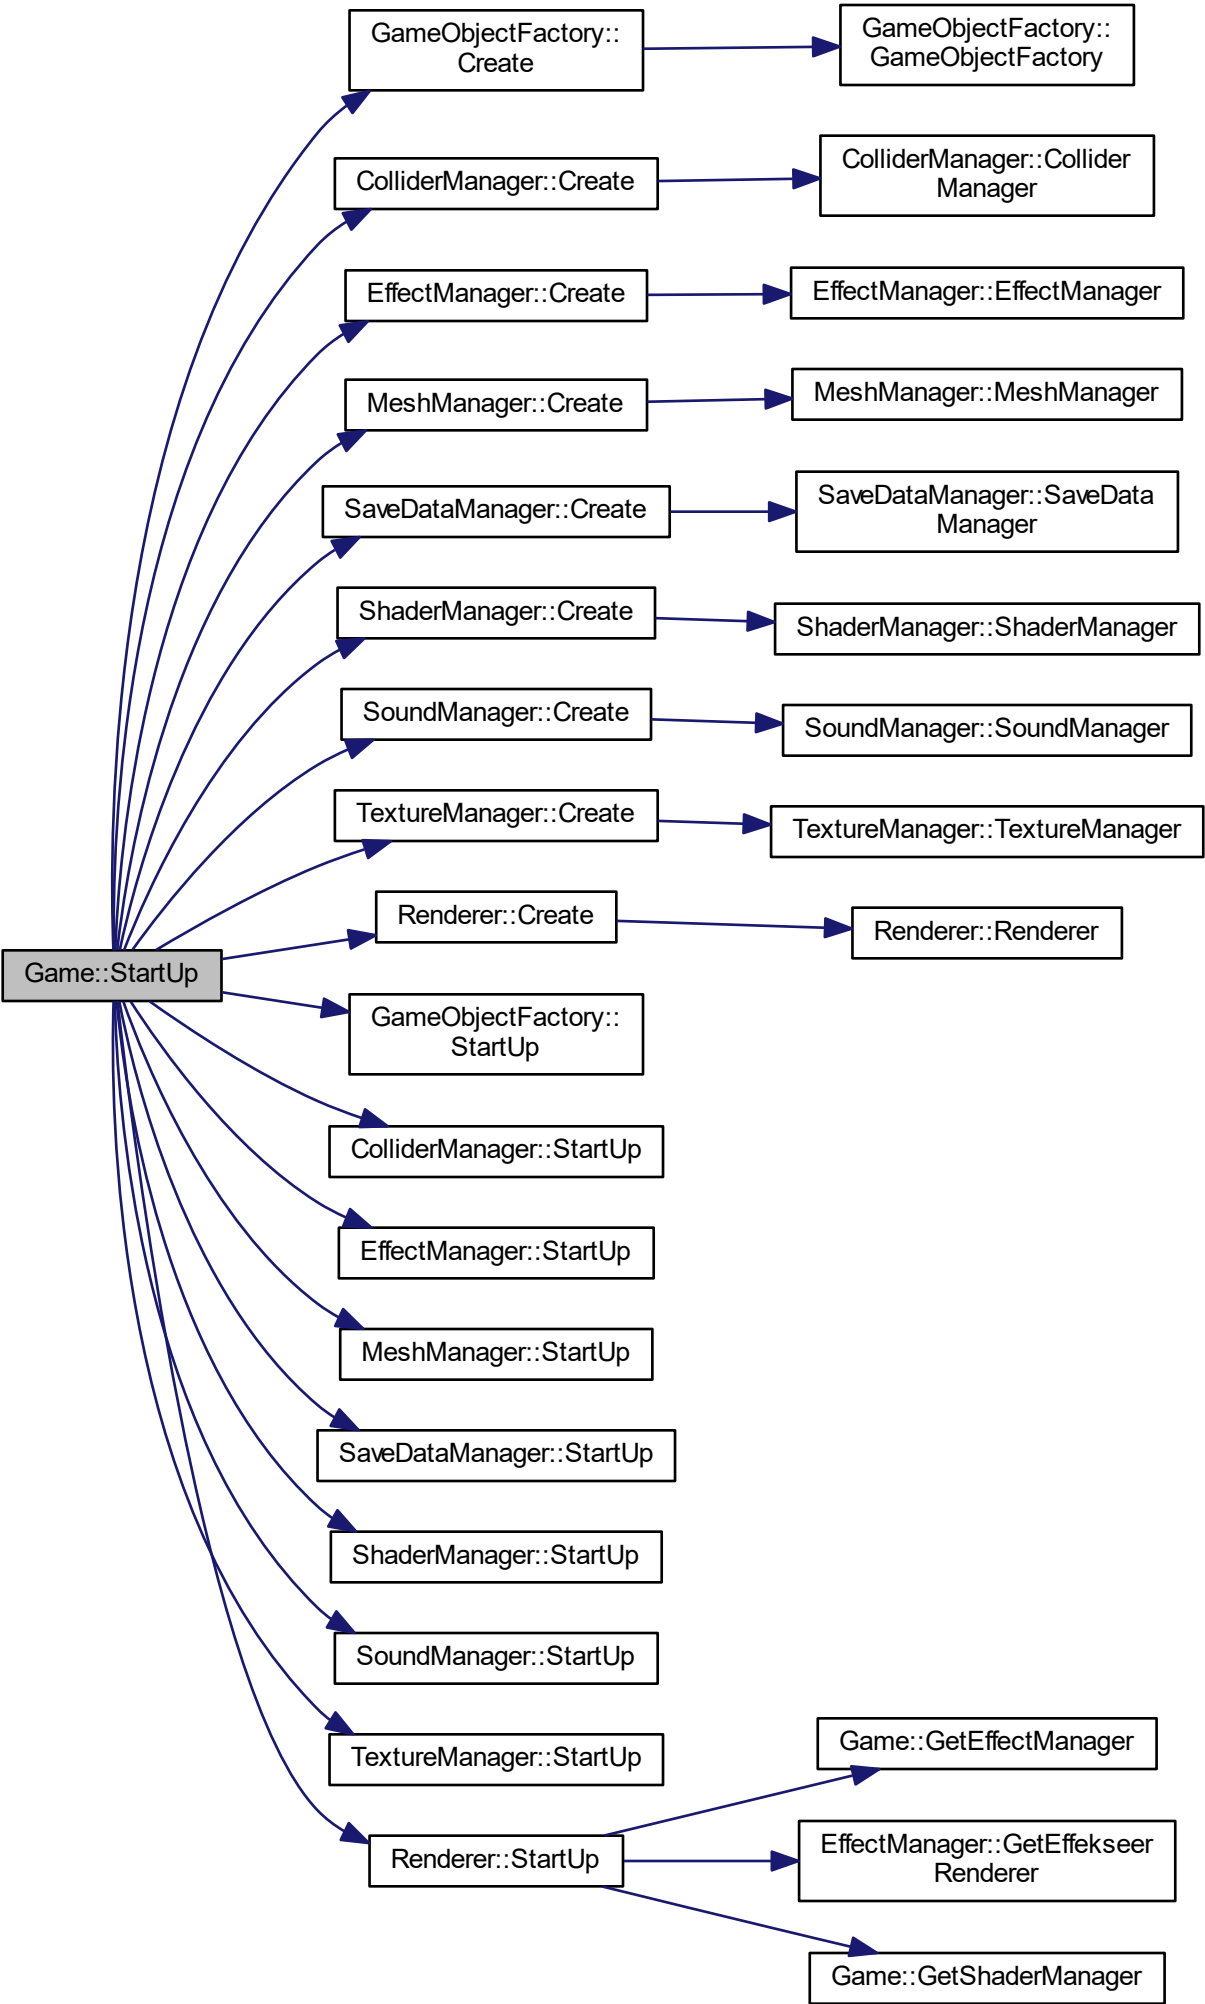 GameObjectFactory::
Create
GameObjectFactory::
GameObjectFactory
ColliderManager::Create
ColliderManager::Collider
Manager
EffectManager::Create
EffectManager::EffectManager
MeshManager::Create
MeshManager::MeshManager
SaveDataManager::Create
SaveDataManager::SaveData
Manager
ShaderManager::Create
ShaderManager::ShaderManager
SoundManager::Create
SoundManager::SoundManager
TextureManager::Create
TextureManager::TextureManager
Renderer::Create
Renderer::Renderer
Game::StartUp
GameObjectFactory::
StartUp
ColliderManager::StartUp
EffectManager::StartUp
MeshManager::StartUp
SaveDataManager::StartUp
ShaderManager::StartUp
SoundManager::StartUp
TextureManager::StartUp
Game::GetEffectManager
Renderer::StartUp
EffectManager::GetEffekseer
Renderer
Game::GetShaderManager